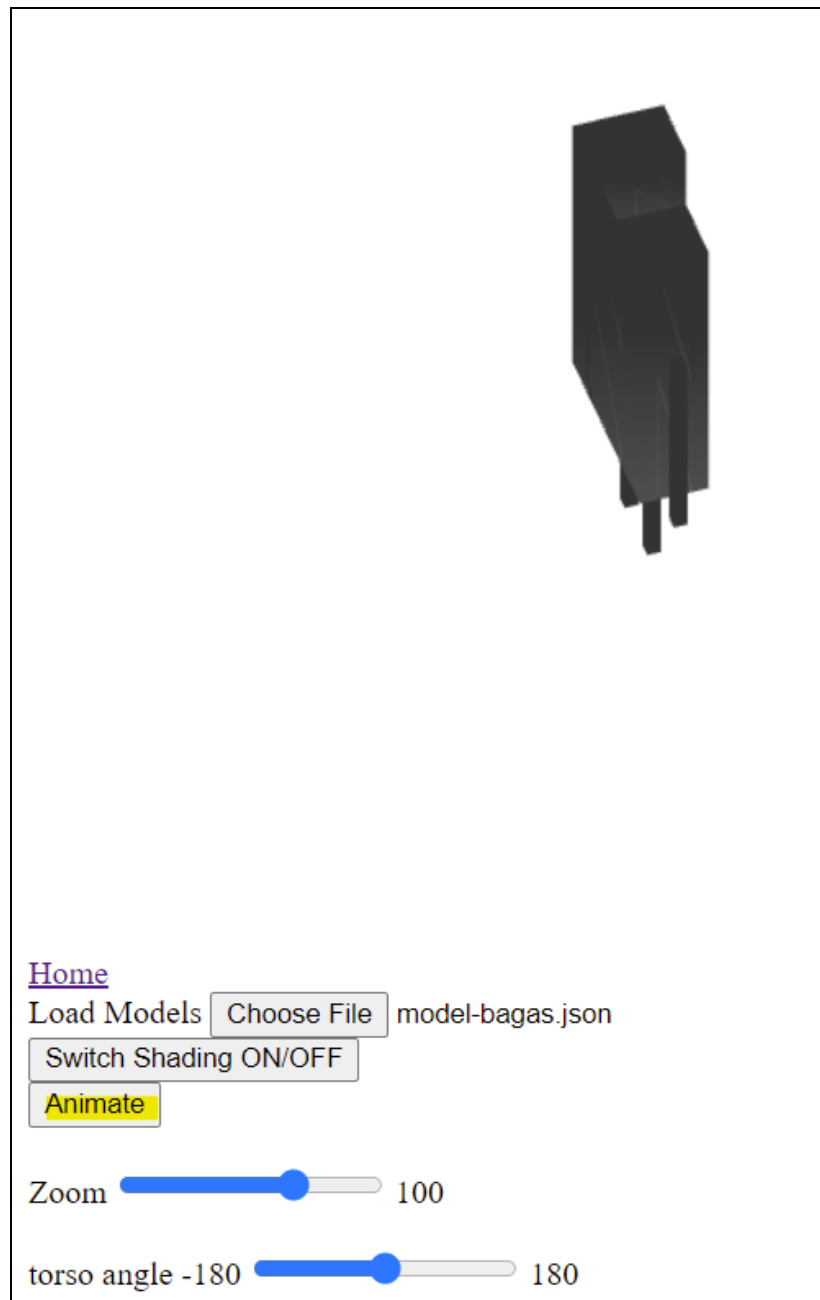 Home
Load Models Choose File model-bagas.json
Switch Shading ON/OFF
Animate
Zoom 100
torso angle -180 180